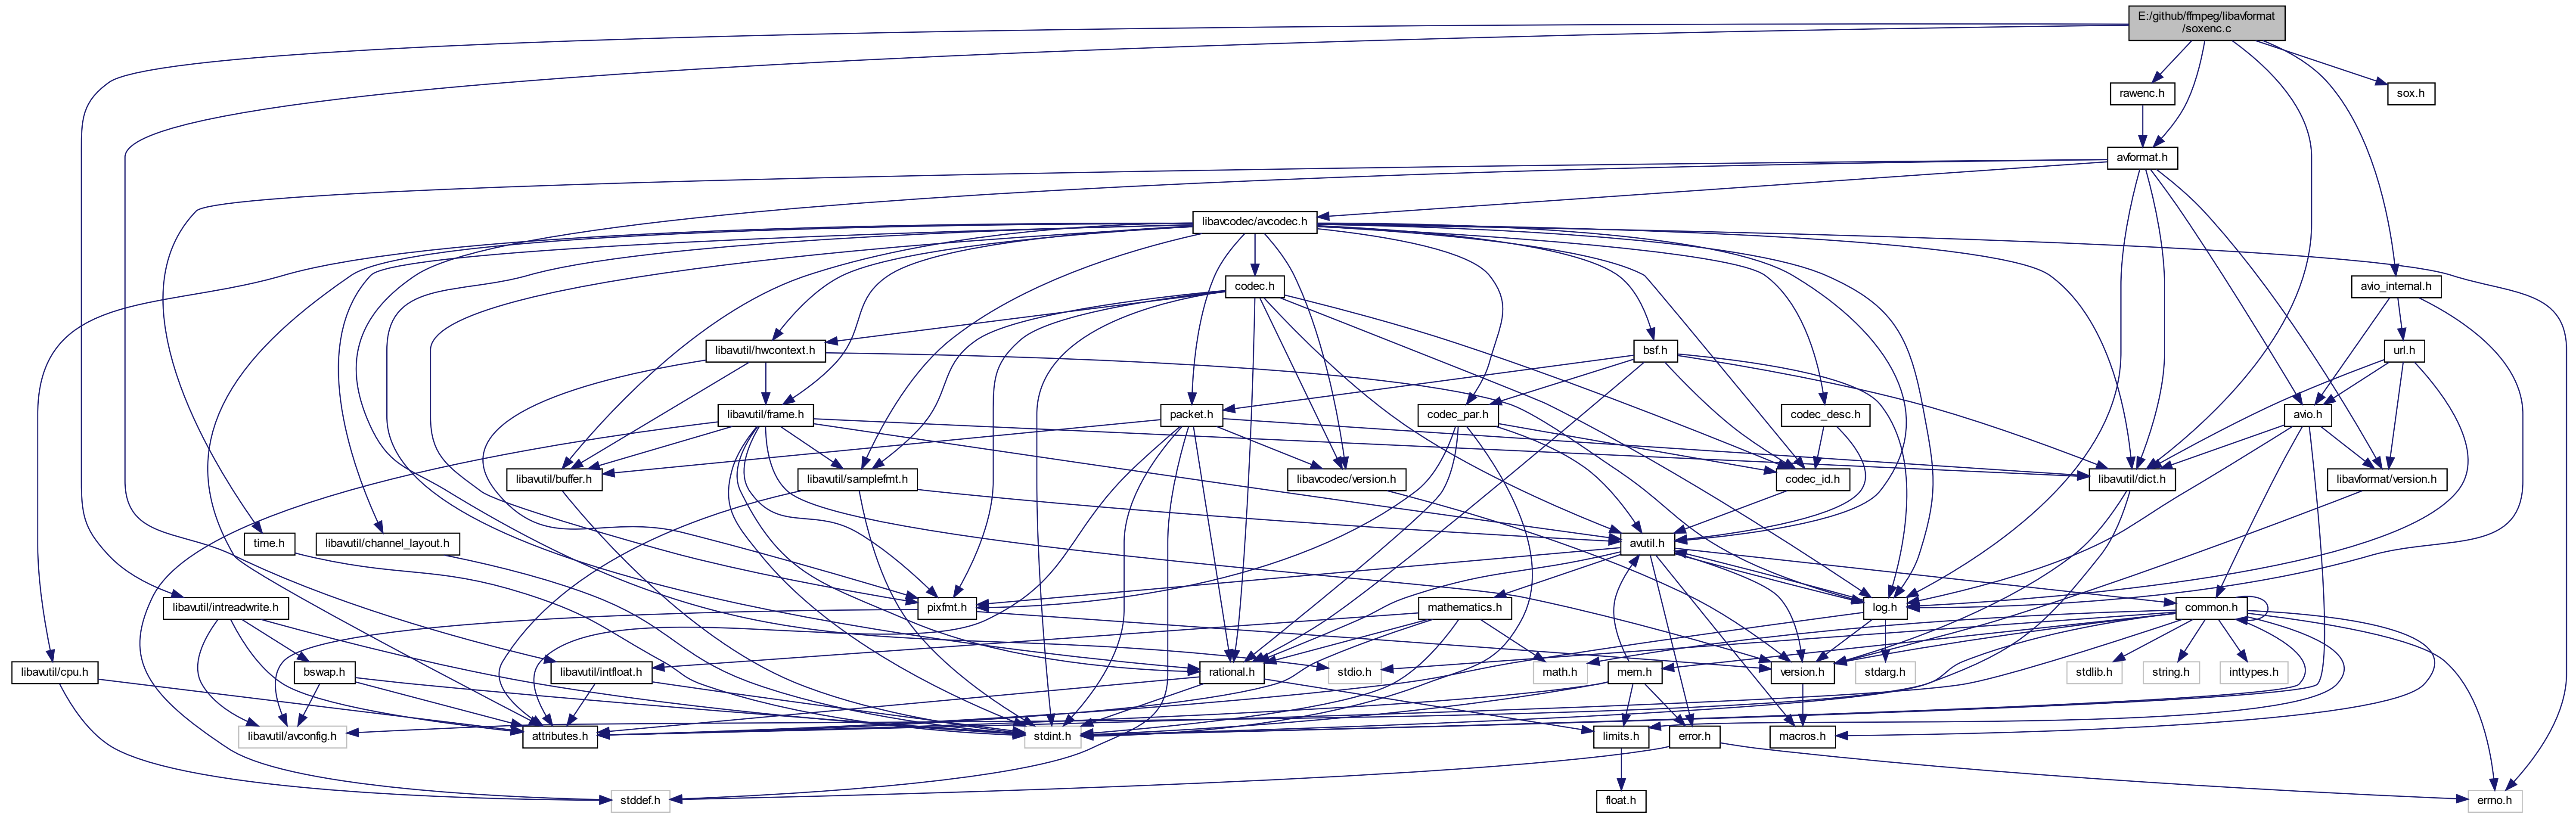 E:/github/ffmpeg/libavformat
/soxenc.c
rawenc.h
sox.h
avformat.h
libavcodec/avcodec.h
codec.h
avio_internal.h
libavutil/hwcontext.h
bsf.h
url.h
libavutil/frame.h
packet.h
codec_par.h
codec_desc.h
avio.h
libavutil/buffer.h
libavutil/samplefmt.h
libavcodec/version.h
codec_id.h
libavutil/dict.h
libavformat/version.h
time.h
libavutil/channel_layout.h
avutil.h
libavutil/intreadwrite.h
pixfmt.h
mathematics.h
log.h
common.h
libavutil/cpu.h
bswap.h
libavutil/intfloat.h
stdio.h
rational.h
math.h
mem.h
version.h
stdarg.h
stdlib.h
string.h
inttypes.h
libavutil/avconfig.h
attributes.h
stdint.h
limits.h
error.h
macros.h
stddef.h
float.h
errno.h